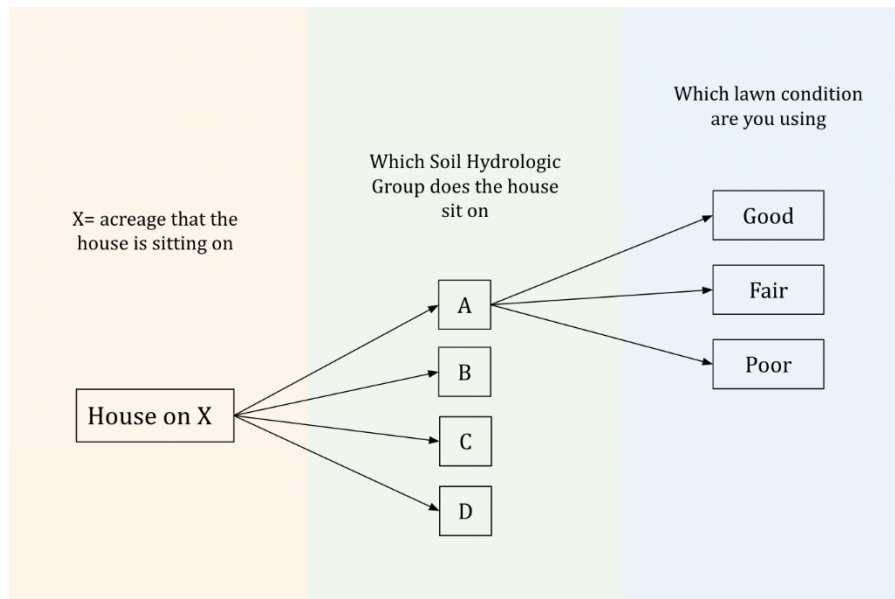 X= acreage that the
house is sitting on
House on X
Which Soil Hydrologic
Group does the house
sit on
A
B
C
D
Which lawn condition
are you using
Good
Fair
Poor